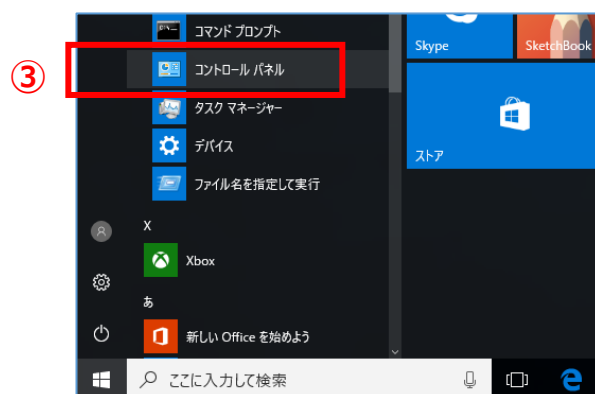 コマンド プロンプト
Skype
SketchBook
③
コントロール パネル
タスク マネージャー
ストア
デバイス
ファイル名を指定して実行
X
Xbox
あ
新しい Office を始めよう
ここに入力して検索